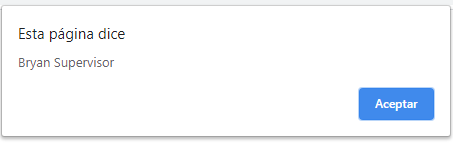 Esta página dice
Bryan Supervisor
Aceptar